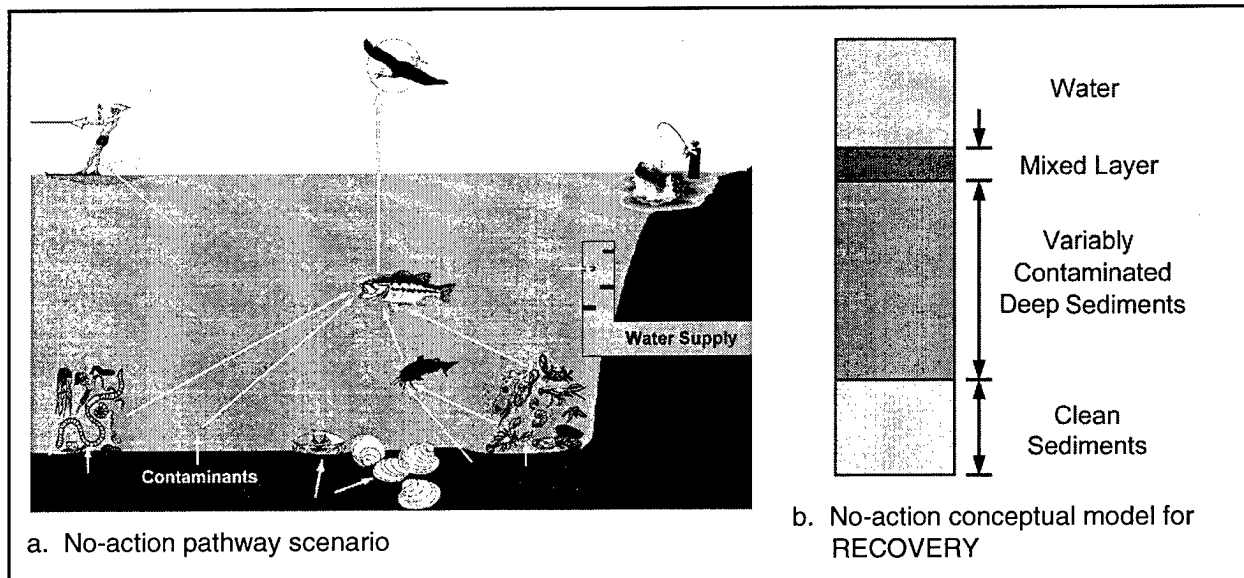 Water Supply
Contaminants
a. No-action pathway scenario
Water
Mixed Layer
Variably
Contaminated
Deep Sediments
Clean
Sediments
b. No-action conceptual model for
RECOVERY